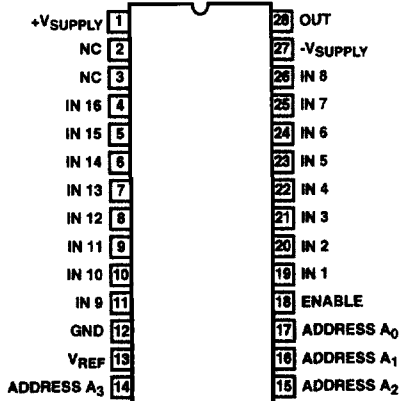 +VSUPPLY 1 28 OUT
NC 2 27 -VSUPPLY
NC 3 26 IN 8
IN 16 4 25 IN 7
IN 15 5 24 IN 6
IN 14 6 23 IN 5
IN 13 7 22 IN 4
IN 12 8 21 IN 3
IN 11 9 20 IN 2
IN 10 10 19 IN 1
IN 9 11 18 ENABLE
GND 12 17 ADDRESS A0
VREF 13 16 ADDRESS A1
ADDRESS A3 14 15 ADDRESS A2